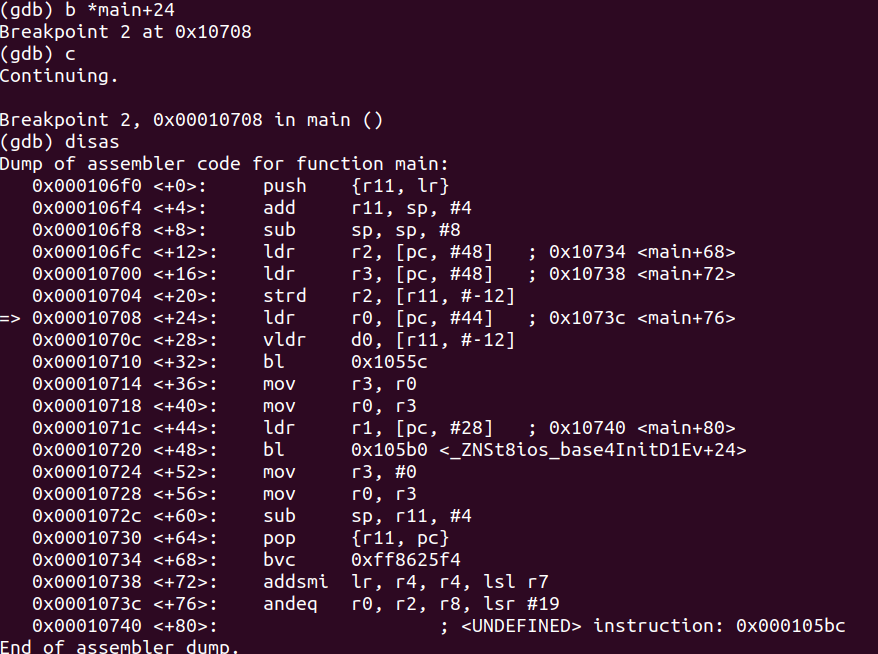 (gdb) b *main+24
Breakpoint 2 at 0x10708
(gdb) c
Continuing.

Breakpoint 2, 0x00010708 in main ()
(gdb) disas
Dump of assembler code for function main:
   0x000106f0 <+0>:     push    {r11, lr}
   0x000106f4 <+4>:     add     r11, sp, #4
   0x000106f8 <+8>:     sub     sp, sp, #8
   0x000106fc <+12>:    ldr     r2, [pc, #48]   ; 0x10734 <main+68>
   0x00010700 <+16>:    ldr     r3, [pc, #48]   ; 0x10738 <main+72>
   0x00010704 <+20>:    strd    r2, [r11, #-12]
=> 0x00010708 <+24>:    ldr     r0, [pc, #44]   ; 0x1073c <main+76>
   0x0001070c <+28>:    vldr    d0, [r11, #-12]
   0x00010710 <+32>:    bl      0x1055c
   0x00010714 <+36>:    mov     r3, r0
   0x00010718 <+40>:    mov     r0, r3
   0x0001071c <+44>:    ldr     r1, [pc, #28]   ; 0x10740 <main+80>
   0x00010720 <+48>:    bl      0x105b0 <_ZNSt8ios_base4InitD1Ev+24>
   0x00010724 <+52>:    mov     r3, #0
   0x00010728 <+56>:    mov     r0, r3
   0x0001072c <+60>:    sub     sp, r11, #4
   0x00010730 <+64>:    pop     {r11, pc}
   0x00010734 <+68>:    bvc     0xff8625f4
   0x00010738 <+72>:    addsmi  lr, r4, r4, lsl r7
   0x0001073c <+76>:    andeq   r0, r2, r8, lsr #19
   0x00010740 <+80>:                    ; <UNDEFINED> instruction: 0x000105bc
End of assembler dump.